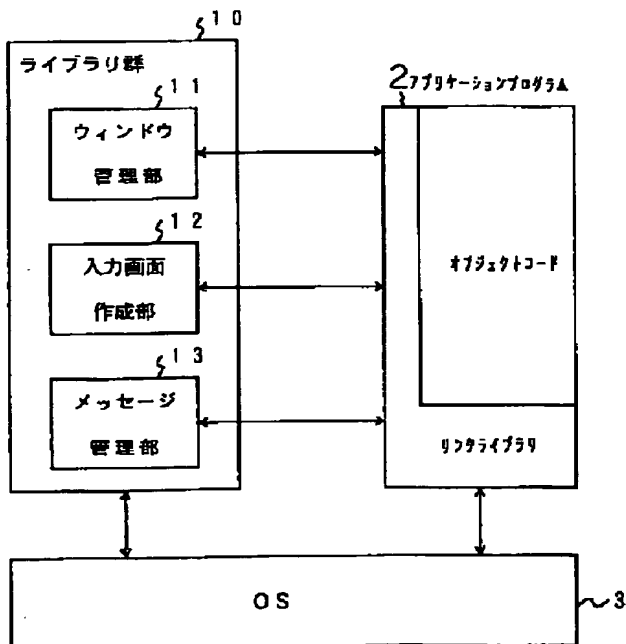 10
ライブラリ群
11
ウィンドウ
管理部
12
入力画面
作成部
13
メッセージ
管理部
2 ｱﾌﾟﾘｹｰｼｮﾝﾌﾟﾛｸﾞﾗﾑ
ｵﾌﾞｼﾞｪｸﾄｺｰﾄﾞ
ﾘﾝｸﾗｲﾌﾞﾗﾘ
OS
3